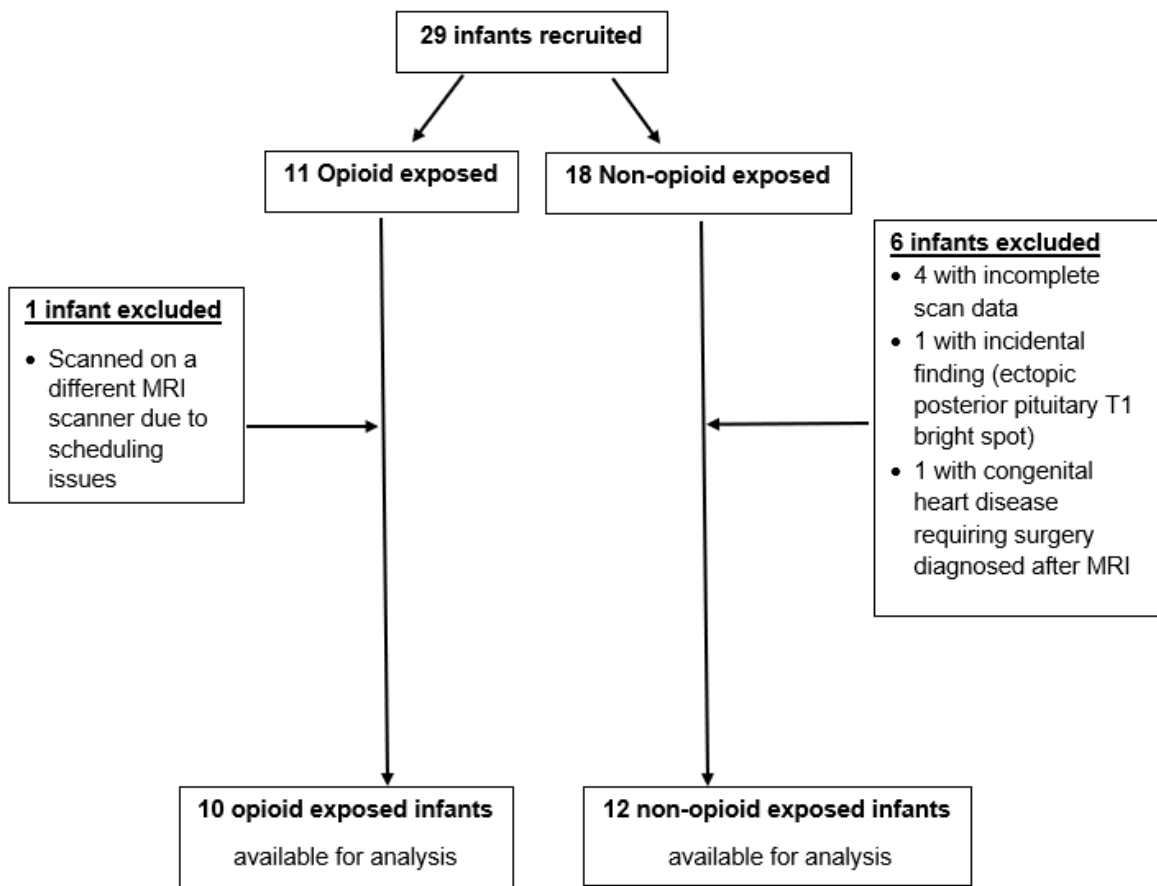 29 infants recruited
11 Opioid exposed
18 Non-opioid exposed
1 infant excluded
• Scanned on a
different MRI
scanner due to
scheduling
issues
6 infants excluded
• 4 with incomplete
scan data
• 1 with incidental
finding (ectopic
posterior pituitary T1
bright spot)
• 1 with congenital
heart disease
requiring surgery
diagnosed after MRI
10 opioid exposed infants
available for analysis
12 non-opioid exposed infants
available for analysis